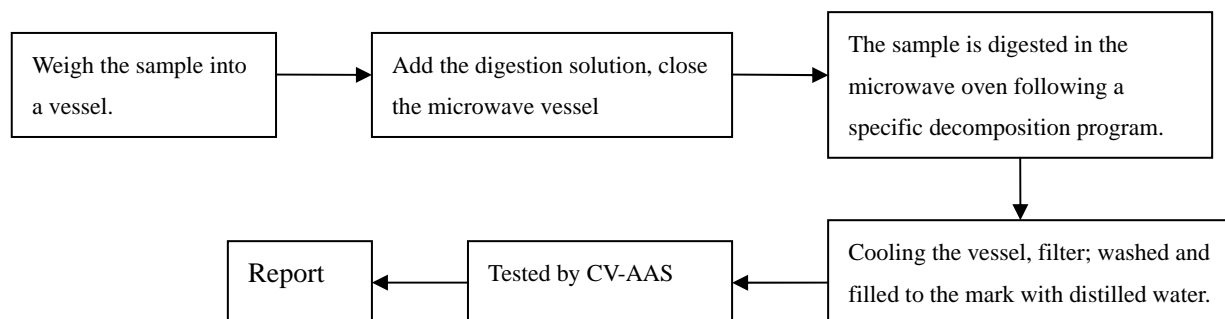 Weigh the sample into
a vessel.
Add the digestion solution, close
the microwave vessel
The sample is digested in the
microwave oven following a
specific decomposition program.
Cooling the vessel, filter; washed and
filled to the mark with distilled water.
Tested by CV-AAS
Report